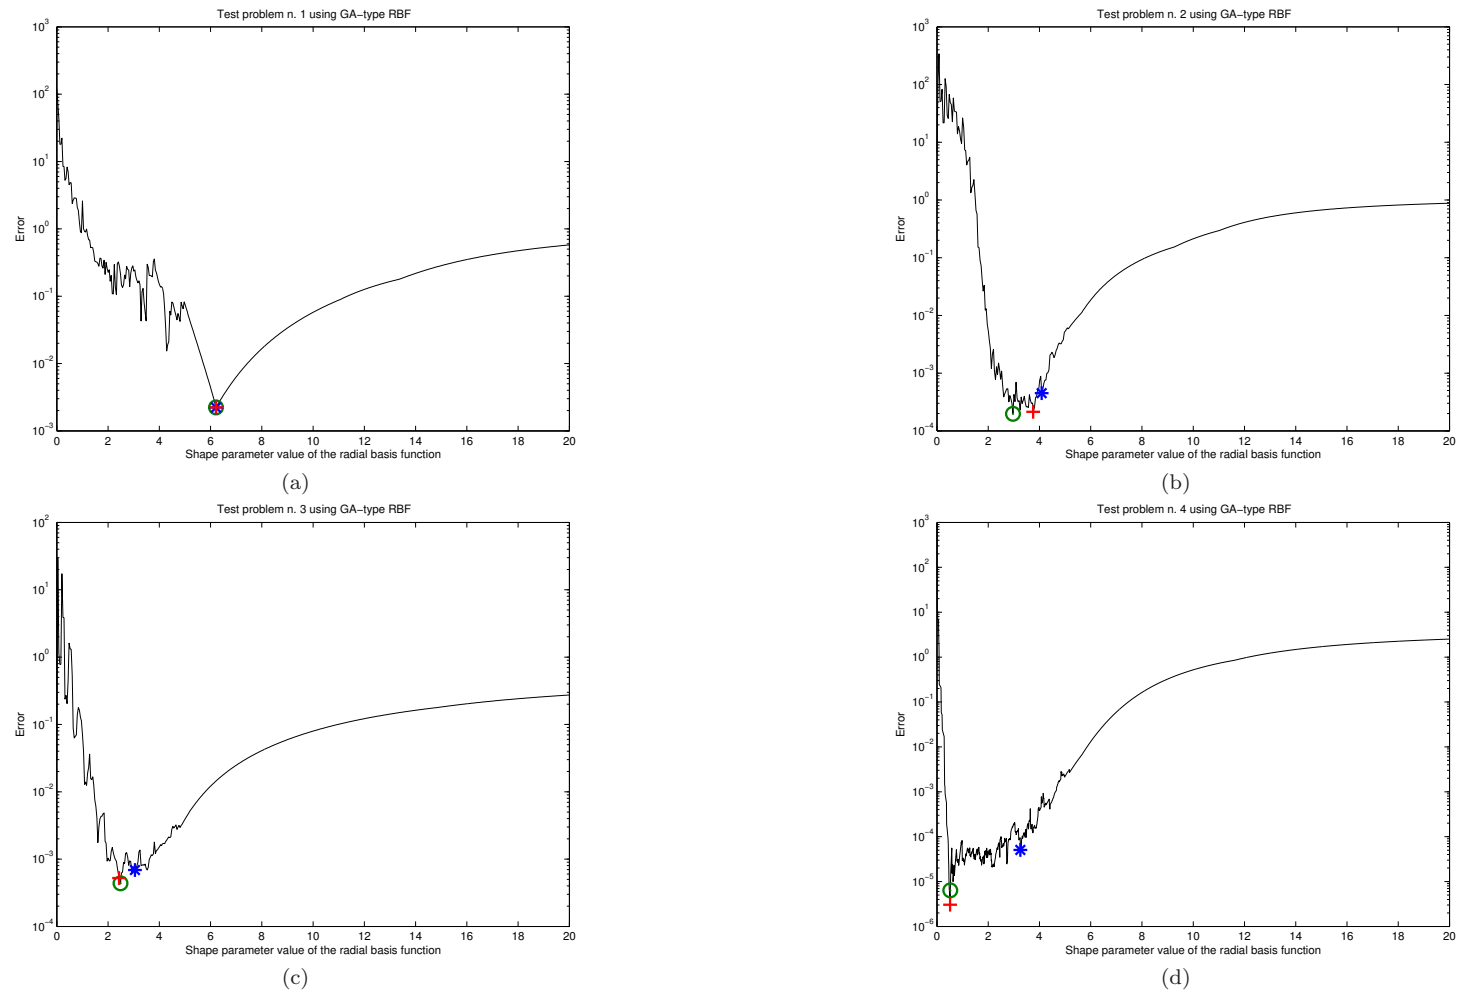 Test problem n. 1 using GA−type RBF
10^3
10^2
10^1
10^0
10^−1
10^−2
10^−3
Error
0 2 4 6 8 10 12 14 16 18 20
Shape parameter value of the radial basis function
(a)
Test problem n. 2 using GA−type RBF
10^3
10^2
10^1
10^0
10^−1
10^−2
10^−3
10^−4
Error
0 2 4 6 8 10 12 14 16 18 20
Shape parameter value of the radial basis function
(b)
Test problem n. 3 using GA−type RBF
10^2
10^1
10^0
10^−1
10^−2
10^−3
10^−4
Error
0 2 4 6 8 10 12 14 16 18 20
Shape parameter value of the radial basis function
(c)
Test problem n. 4 using GA−type RBF
10^3
10^2
10^1
10^0
10^−1
10^−2
10^−3
10^−4
10^−5
10^−6
Error
0 2 4 6 8 10 12 14 16 18 20
Shape parameter value of the radial basis function
(d)